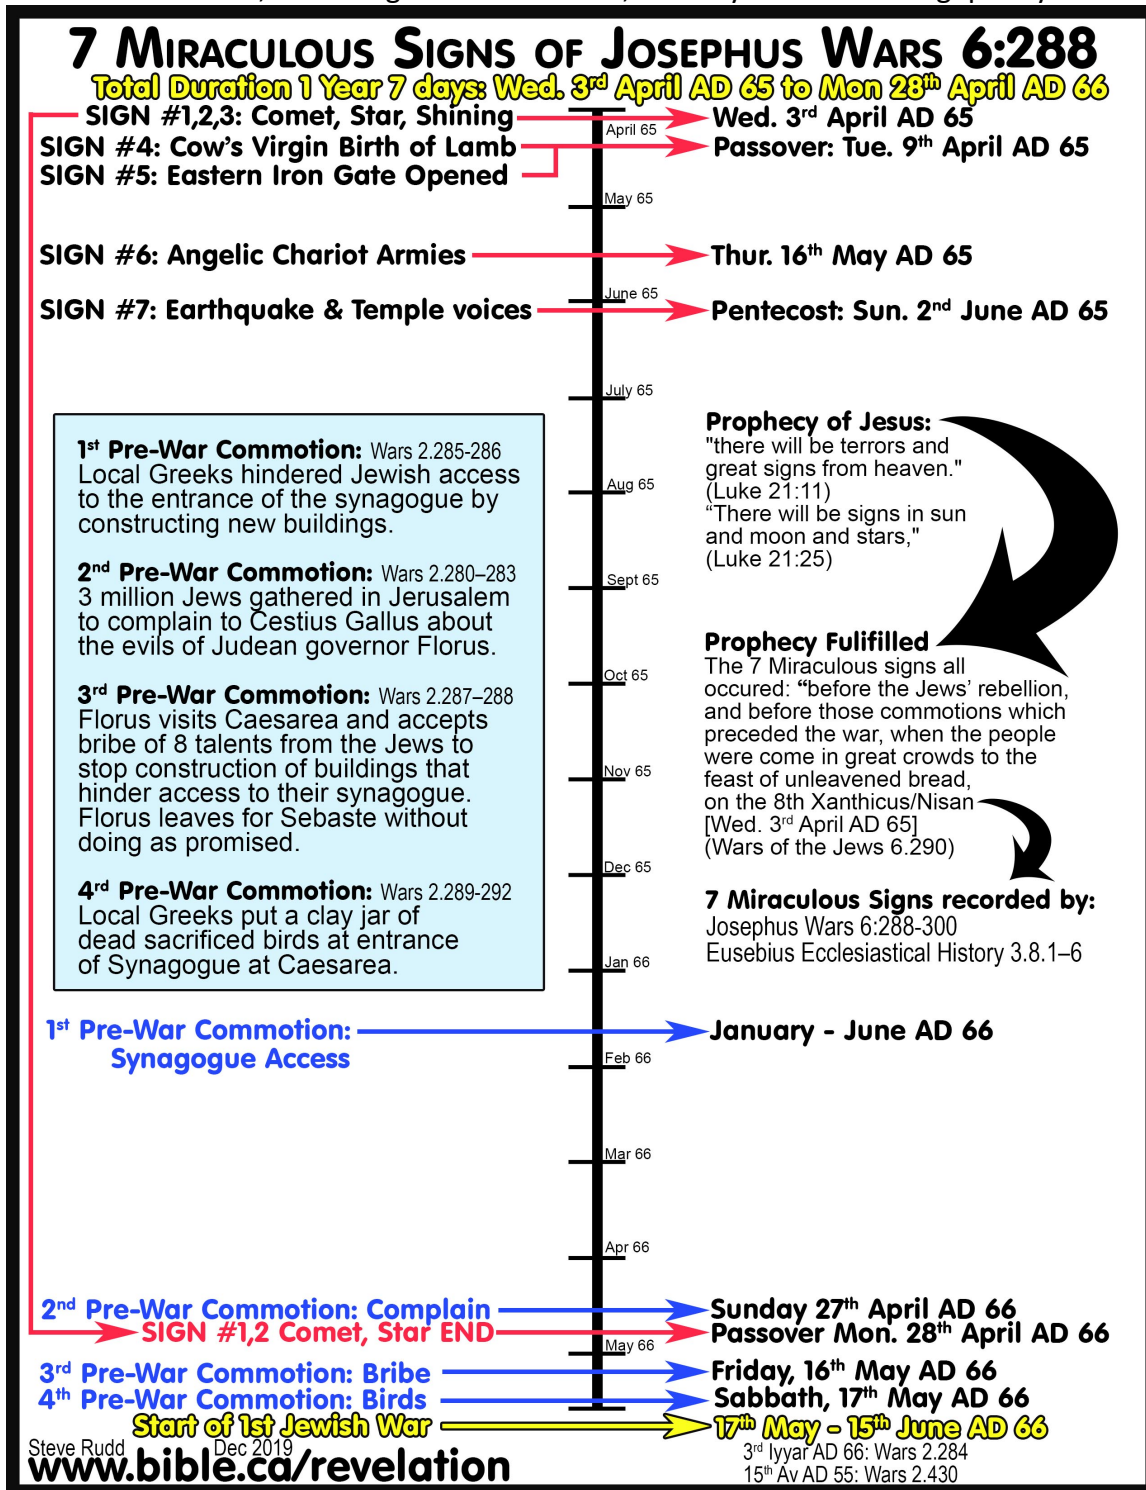 7 Miraculous Signs of Josephus Wars 6:288
Total Duration 1 Year 7 days: Wed. 3rd April AD 65 to Mon 28th April AD 66
SIGN #1,2,3: Comet, Star, Shining
Wed. 3rd April AD 65
April 65
SIGN #4: Cow's Virgin Birth of Lamb
Passover: Tue. 9th April AD 65
SIGN #5: Eastern Iron Gate Opened
May 65
SIGN #6: Angelic Chariot Armies
Thur. 16th May AD 65
June 65
SIGN #7: Earthquake & Temple voices
Pentecost: Sun. 2nd June AD 65
July 65
Aug 65
Sept 65
Oct 65
Nov 65
Dec 65
Jan 66
1st Pre-War Commotion: Wars 2.285-286
Local Greeks hindered Jewish access
to the entrance of the synagogue by
constructing new buildings.
2nd Pre-War Commotion: Wars 2.280–283
3 million Jews gathered in Jerusalem
to complain to Cestius Gallus about
the evils of Judean governor Florus.
3rd Pre-War Commotion: Wars 2.287–288
Florus visits Caesarea and accepts
bribe of 8 talents from the Jews to
stop construction of buildings that
hinder access to their synagogue.
Florus leaves for Sebaste without
doing as promised.
4rd Pre-War Commotion: Wars 2.289-292
Local Greeks put a clay jar of
dead sacrificed birds at entrance
of Synagogue at Caesarea.
Prophecy of Jesus:
"there will be terrors and
great signs from heaven."
(Luke 21:11)
“There will be signs in sun
and moon and stars,"
(Luke 21:25)
Prophecy Fulifilled
The 7 Miraculous signs all
occured: “before the Jews’ rebellion,
and before those commotions which
preceded the war, when the people
were come in great crowds to the
feast of unleavened bread,
on the 8th Xanthicus/Nisan
[Wed. 3rd April AD 65]
(Wars of the Jews 6.290)
7 Miraculous Signs recorded by:
Josephus Wars 6:288-300
Eusebius Ecclesiastical History 3.8.1–6
1st Pre-War Commotion:
Synagogue Access
January - June AD 66
Feb 66
Mar 66
Apr 66
2nd Pre-War Commotion: Complain
Sunday 27th April AD 66
SIGN #1,2 Comet, Star END
Passover Mon. 28th April AD 66
May 66
3rd Pre-War Commotion: Bribe
Friday, 16th May AD 66
4th Pre-War Commotion: Birds
Sabbath, 17th May AD 66
Start of 1st Jewish War
17th May - 15th June AD 66
Steve Rudd Dec 2019
www.bible.ca/revelation
3rd Iyyar AD 66: Wars 2.284
15th Av AD 55: Wars 2.430